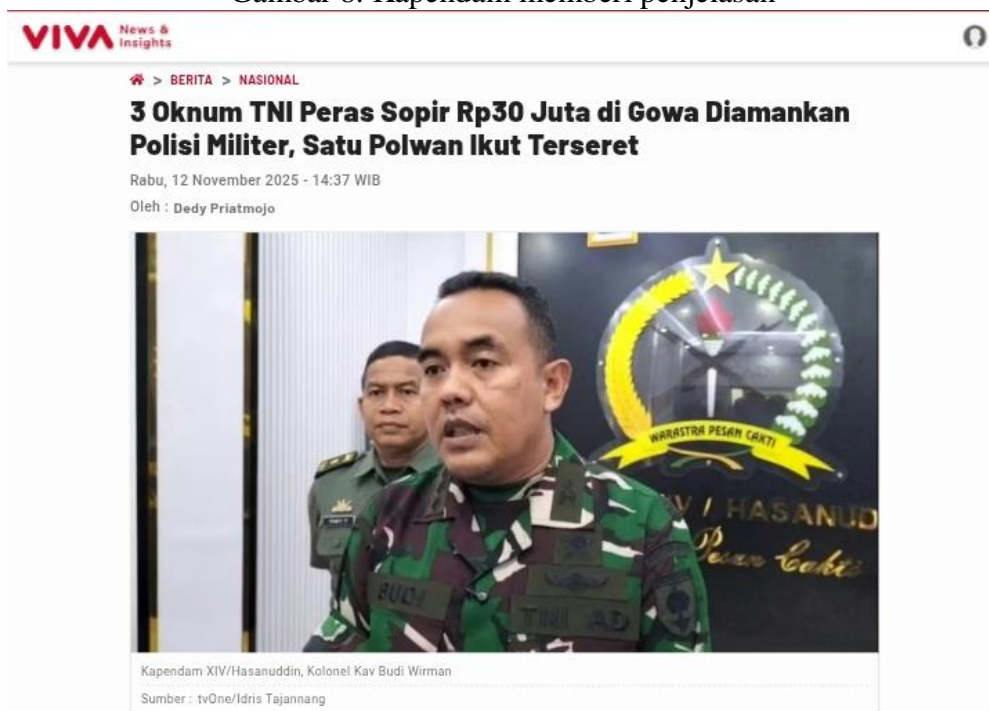 Gambar 8. Kapendam memberi penjelasan
VIVA News &
Insights
> BERITA > NASIONAL
3 Oknum TNI Peras Sopir Rp30 Juta di Gowa Diamankan
Polisi Militer, Satu Polwan Ikut Terseret
Rabu, 12 November 2025 - 14:37 WIB
Oleh : Dedy Priatmojo
WARASTRA PESAN CAKTI
XIV / HASANUD
Pesan Cakti
BUDI
TNI AD
Kapendam XIV/Hasanuddin, Kolonel Kav Budi Wirman
Sumber : tvOne/Idris Tajannang